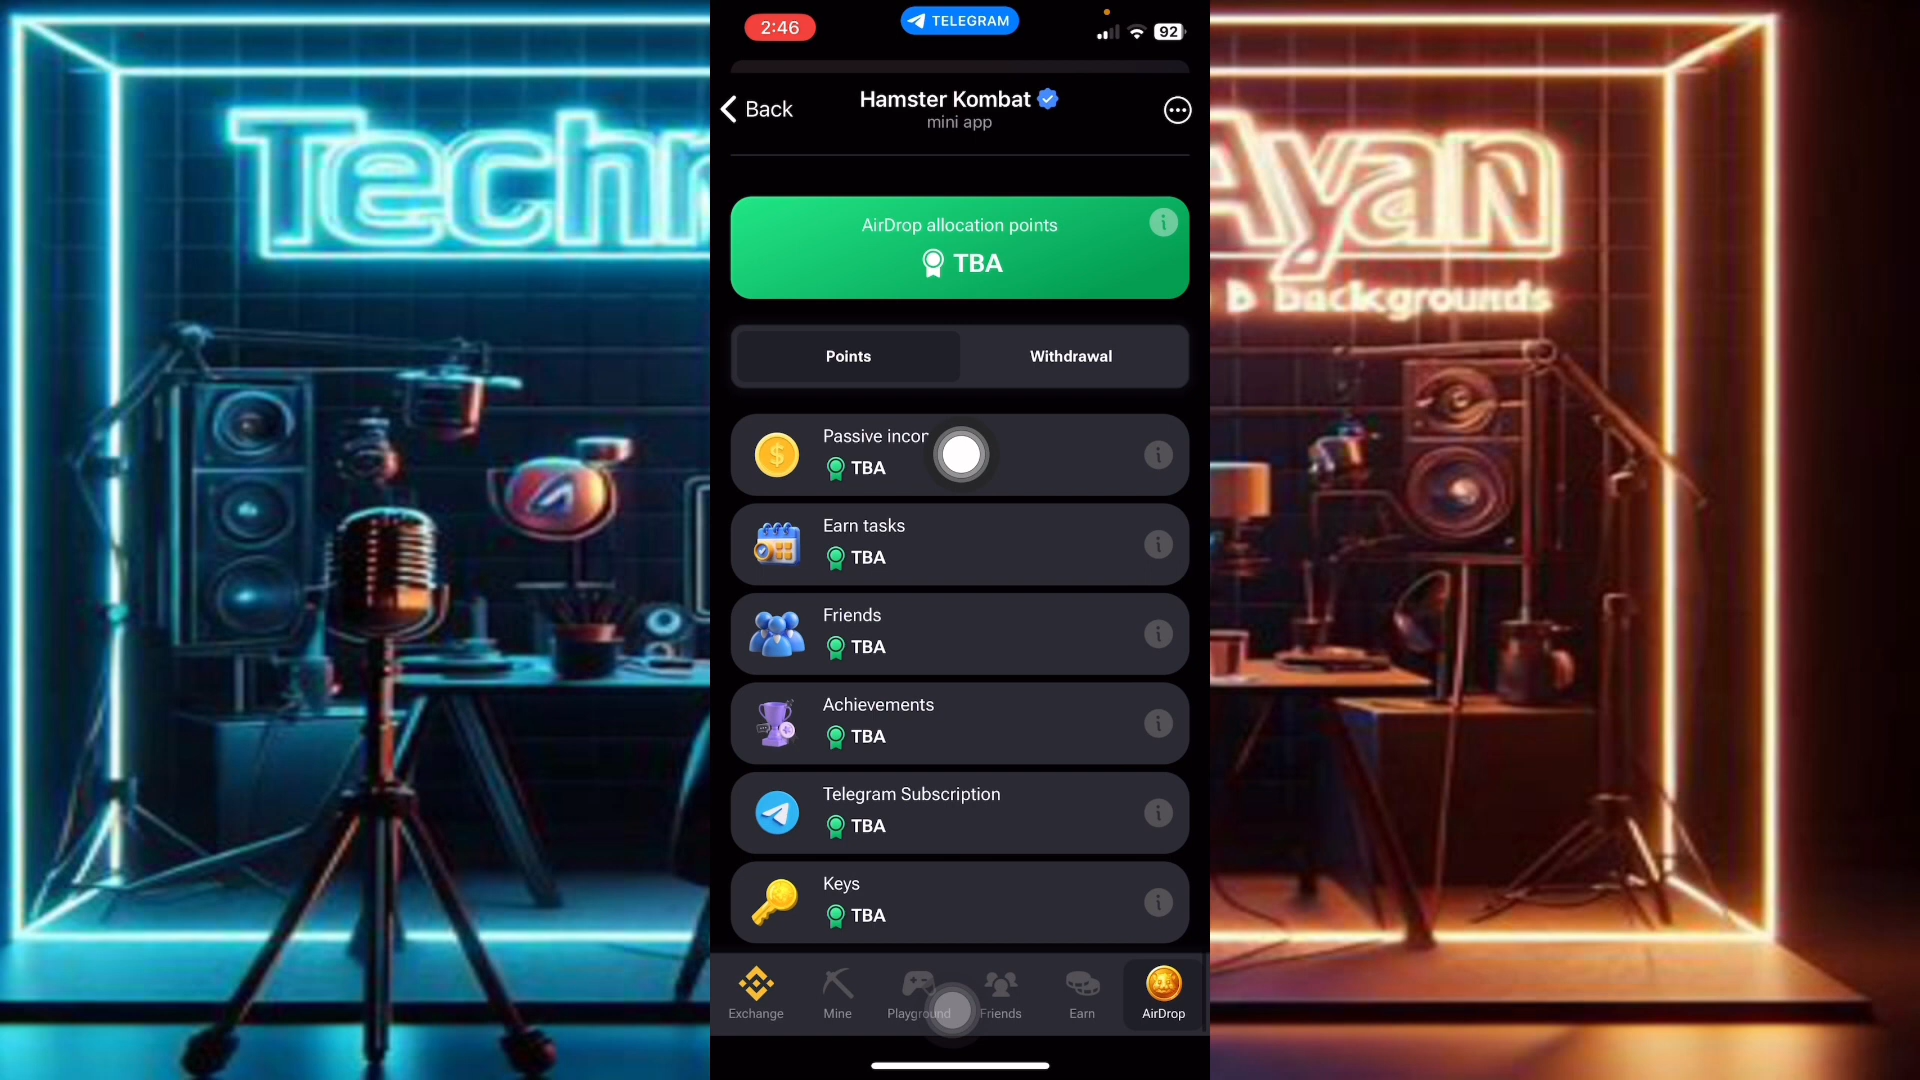 2:46
TELEGRAM
92
Back
Hamster Kombat
mini app
Techn
Ayan
b backgrounds
AirDrop allocation points
TBA
Points
Withdrawal
Passive incor
TBA
Earn tasks
TBA
Friends
TBA
Achievements
TBA
Telegram Subscription
TBA
Keys
TBA
Exchange
Mine
Playground
Friends
Earn
AirDrop